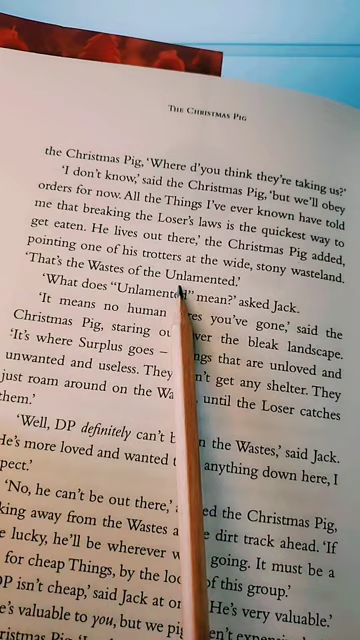 THE CHRISTMAS PIG
the Christmas Pig, ‘Where d’you think they’re taking us?’
‘I don’t know,’ said the Christmas Pig, ‘but we’ll obey
orders for now. All the Things I’ve ever known have told
me that breaking the Loser’s laws is the quickest way to
get eaten. He lives out there,’ the Christmas Pig added,
pointing one of his trotters at the wide, stony wasteland.
‘That’s the Wastes of the Unlamented.’
‘What does “Unlamented” mean?’ asked Jack.
‘It means no human res you’ve gone,’ said the
Christmas Pig, staring ou over the bleak landscape.
‘It’s where Surplus goes – ngs that are unloved and
unwanted and useless. They n’t get any shelter. They
just roam around on the Wa , until the Loser catches
them.’
‘Well, DP definitely can’t b n the Wastes,’ said Jack.
He’s more loved and wanted t anything down here, I
pect.’
‘No, he can’t be out there,’ ed the Christmas Pig,
king away from the Wastes a e dirt track ahead. ‘If
e lucky, he’ll be wherever w going. It must be a
for cheap Things, by the loo of this group.’
DP isn’t cheap,’ said Jack at on He’s very valuable.’
e’s valuable to you, but we pig en’t expens
ristmas Pig.